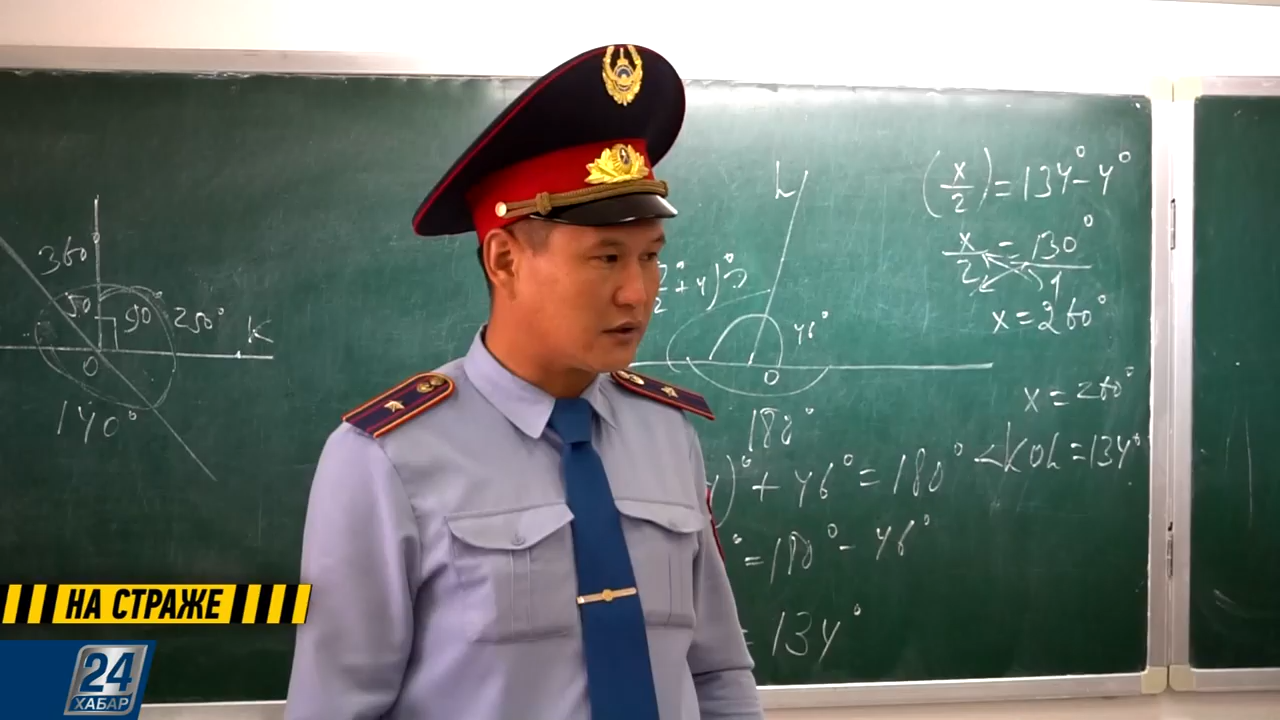 360
50
90
250°
K
0
140°
L
+4)°
46°
0
180°
(x/2) = 134° - 4°
x/2 = 130°
1
x = 260°
x = 260°
)° + 46° = 180°
<KOL = 134°
° = 180° - 46°
= 134°
НА СТРАЖЕ
24
ХАБАР